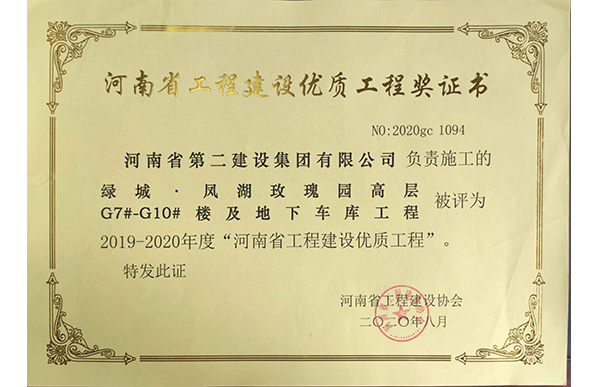 河南省工程建设优质工程奖证书
NO:2020gc 1094
河南省第二建设集团有限公司 负责施工的
绿城·凤湖玫瑰园高层
G7#-G10#楼及地下车库工程 被评为
2019-2020年度“河南省工程建设优质工程”。
特发此证
河南省工程建设协会
二〇二〇年八月